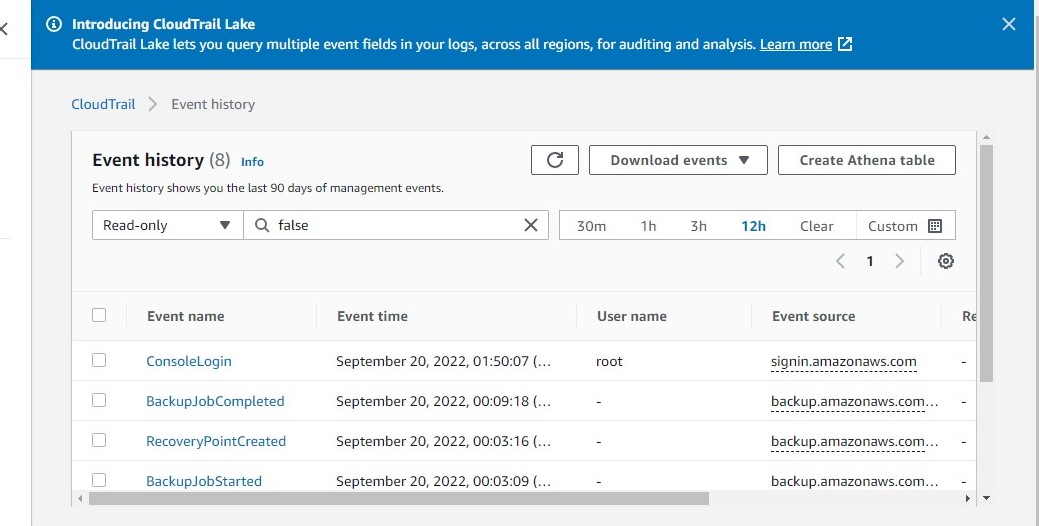 Introducing CloudTrail Lake
CloudTrail Lake lets you query multiple event fields in your logs, across all regions, for auditing and analysis. Learn more
CloudTrail > Event history
Event history (8) Info
Download events
Create Athena table
Event history shows you the last 90 days of management events.
Read-only
false
30m 1h 3h 12h Clear Custom
1
Event name Event time User name Event source Re
ConsoleLogin September 20, 2022, 01:50:07 (... root signin.amazonaws.com -
BackupJobCompleted September 20, 2022, 00:09:18 (... - backup.amazonaws.com... -
RecoveryPointCreated September 20, 2022, 00:03:16 (... - backup.amazonaws.com... -
BackupJobStarted September 20, 2022, 00:03:09 (... - backup.amazonaws.com... -